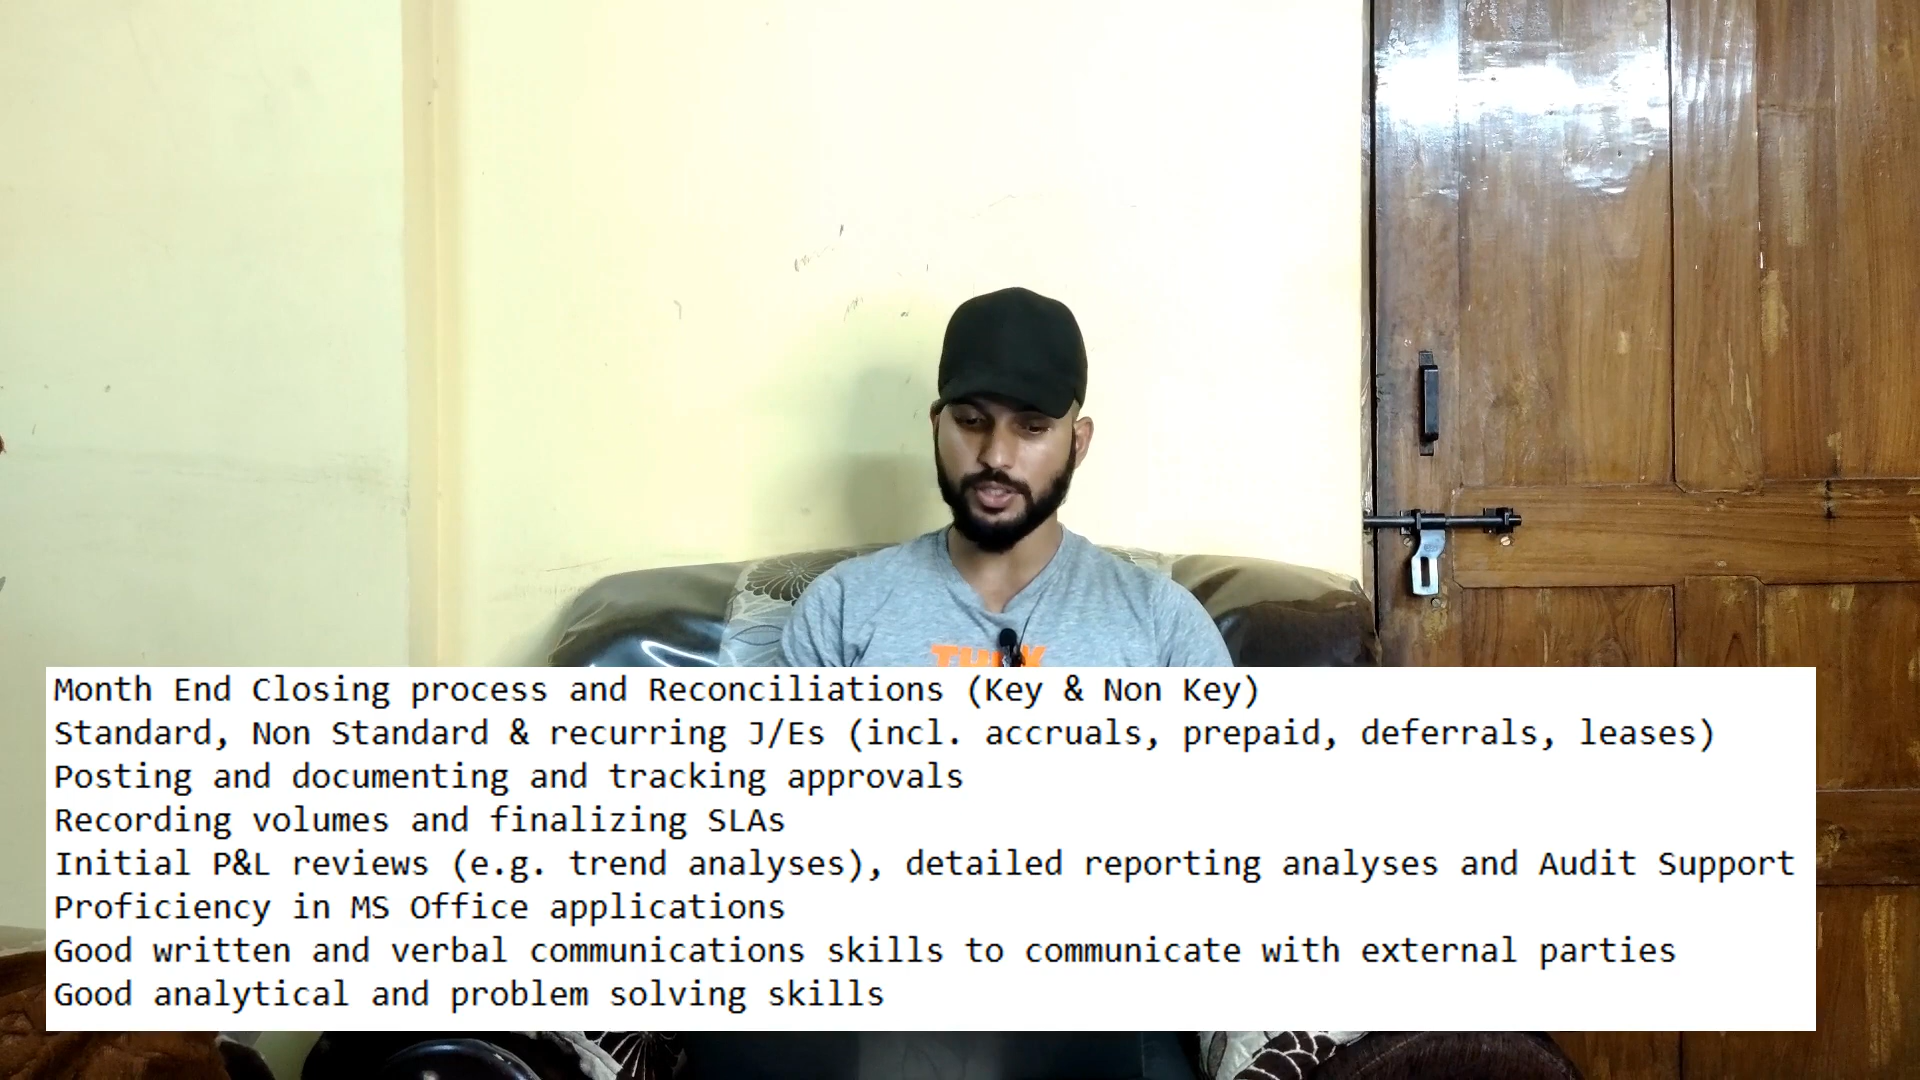 Month End Closing process and Reconciliations (Key & Non Key)
Standard, Non Standard & recurring J/Es (incl. accruals, prepaid, deferrals, leases)
Posting and documenting and tracking approvals
Recording volumes and finalizing SLAs
Initial P&L reviews (e.g. trend analyses), detailed reporting analyses and Audit Support
Proficiency in MS Office applications
Good written and verbal communications skills to communicate with external parties
Good analytical and problem solving skills